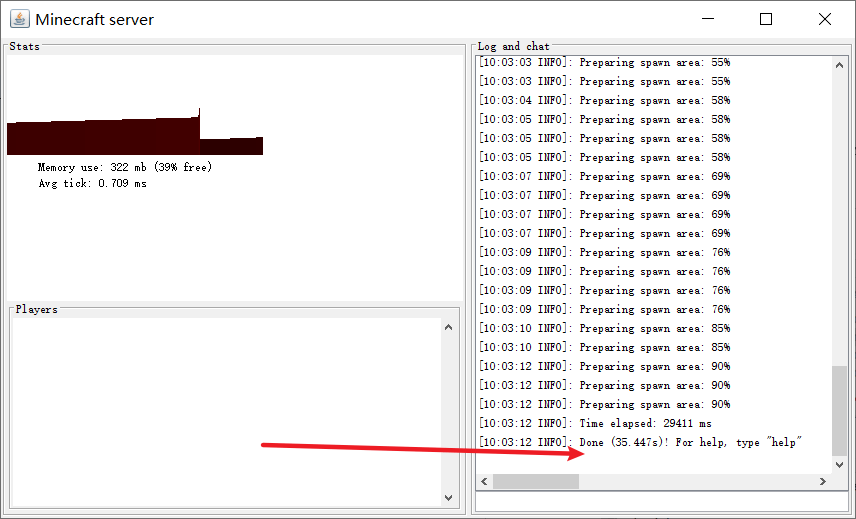 Minecraft server
Stats
Memory use: 322 mb (39% free)
Avg tick: 0.709 ms
Players
Log and chat
[10:03:03 INFO]: Preparing spawn area: 55%
[10:03:03 INFO]: Preparing spawn area: 55%
[10:03:04 INFO]: Preparing spawn area: 58%
[10:03:05 INFO]: Preparing spawn area: 58%
[10:03:05 INFO]: Preparing spawn area: 58%
[10:03:05 INFO]: Preparing spawn area: 58%
[10:03:07 INFO]: Preparing spawn area: 69%
[10:03:07 INFO]: Preparing spawn area: 69%
[10:03:07 INFO]: Preparing spawn area: 69%
[10:03:07 INFO]: Preparing spawn area: 69%
[10:03:09 INFO]: Preparing spawn area: 76%
[10:03:09 INFO]: Preparing spawn area: 76%
[10:03:09 INFO]: Preparing spawn area: 76%
[10:03:09 INFO]: Preparing spawn area: 76%
[10:03:10 INFO]: Preparing spawn area: 85%
[10:03:10 INFO]: Preparing spawn area: 85%
[10:03:12 INFO]: Preparing spawn area: 90%
[10:03:12 INFO]: Preparing spawn area: 90%
[10:03:12 INFO]: Preparing spawn area: 90%
[10:03:12 INFO]: Time elapsed: 29411 ms
[10:03:12 INFO]: Done (35.447s)! For help, type "help"